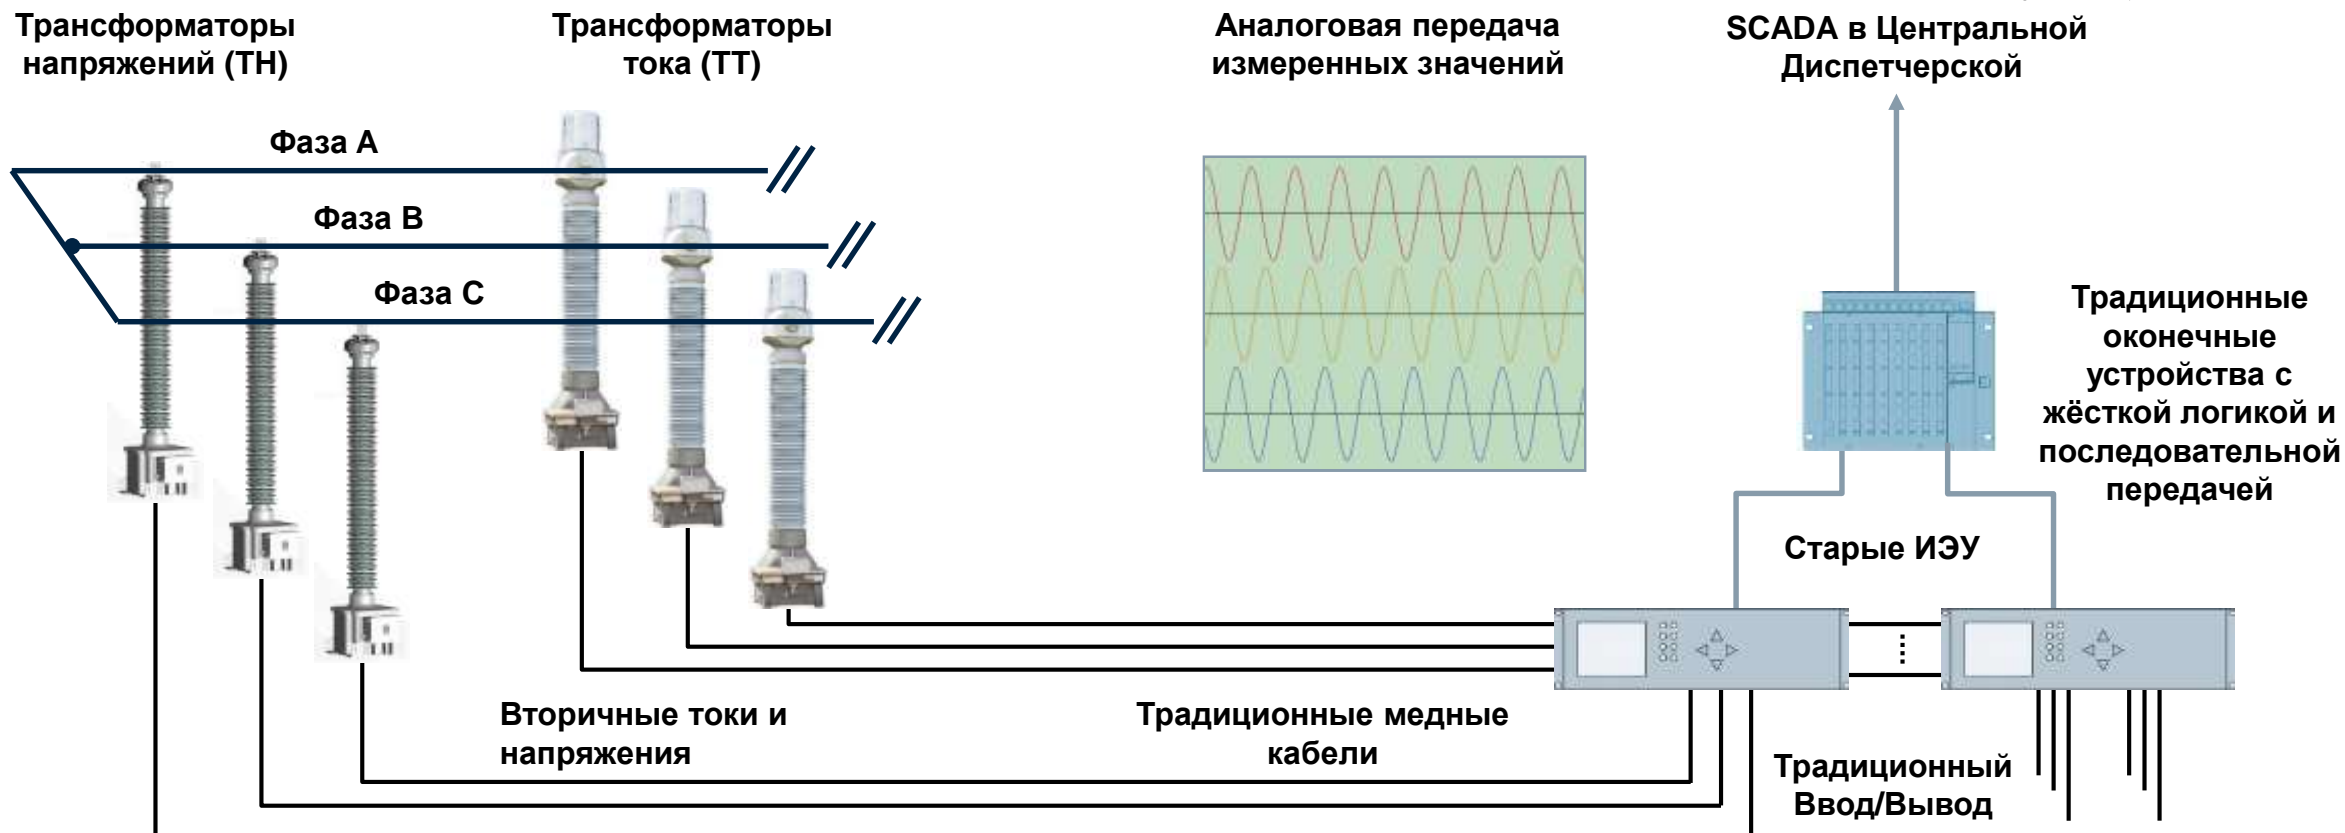 Трансформаторы
напряжений (ТН)
Трансформаторы
тока (ТТ)
Аналоговая передача
измеренных значений
SCADA в Центральной
Диспетчерской
Фаза A
Фаза B
Фаза C
Традиционные
оконечные
устройства с
жёсткой логикой и
последовательной
передачей
Старые ИЭУ
Вторичные токи и
напряжения
Традиционные медные
кабели
Традиционный
Ввод/Вывод